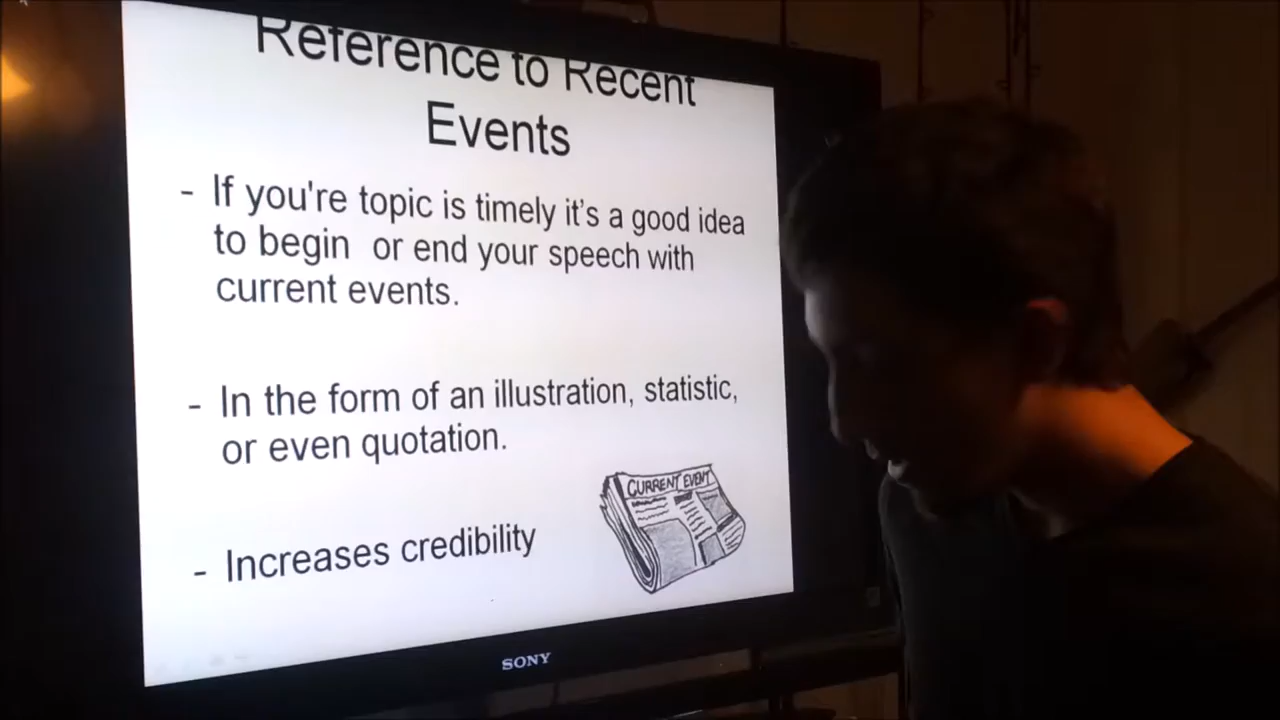 Reference to Recent
Events
- If you're topic is timely it's a good idea
to begin or end your speech with
current events.
- In the form of an illustration, statistic,
or even quotation.
CURRENT EVENT
- Increases credibility
SONY